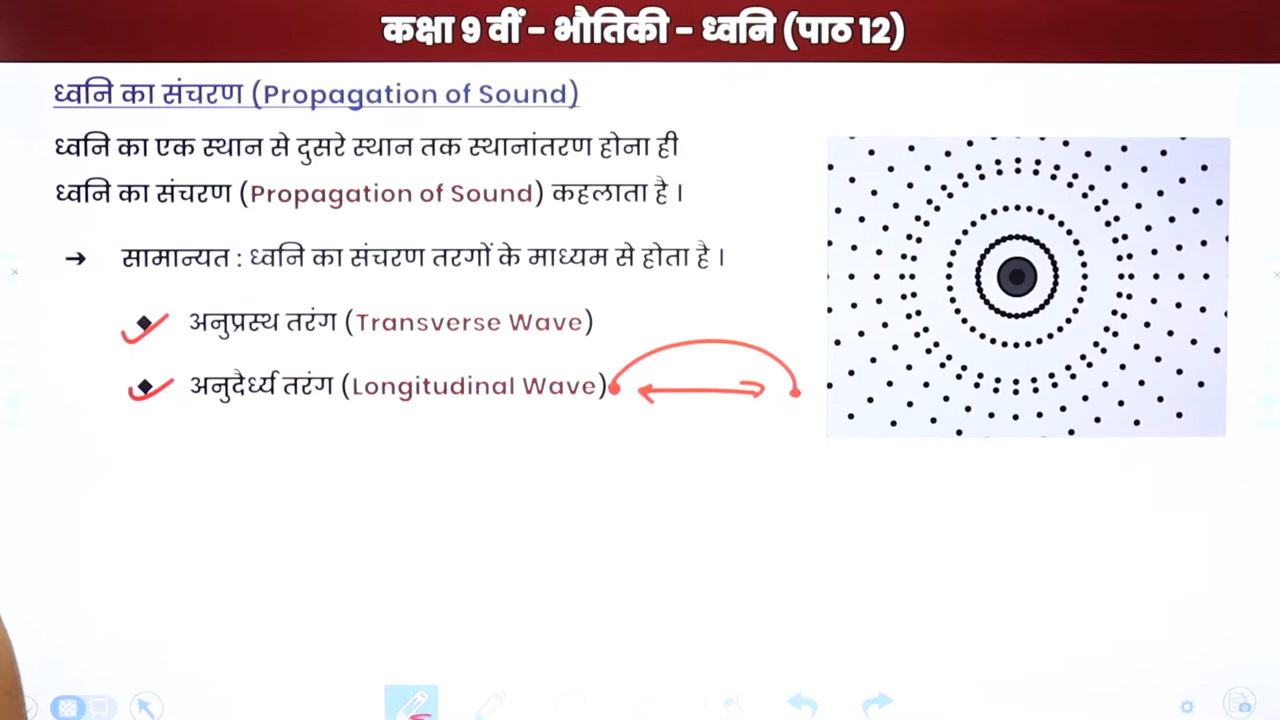 कक्षा 9 वीं - भौतिकी - ध्वनि (पाठ 12)
ध्वनि का संचरण (Propagation of Sound)
ध्वनि का एक स्थान से दुसरे स्थान तक स्थानांतरण होना ही
ध्वनि का संचरण (Propagation of Sound) कहलाता है ।
➔ सामान्यत : ध्वनि का संचरण तरगों के माध्यम से होता है ।
◆ अनुप्रस्थ तरंग (Transverse Wave)
◆ अनुदैर्ध्य तरंग (Longitudinal Wave)